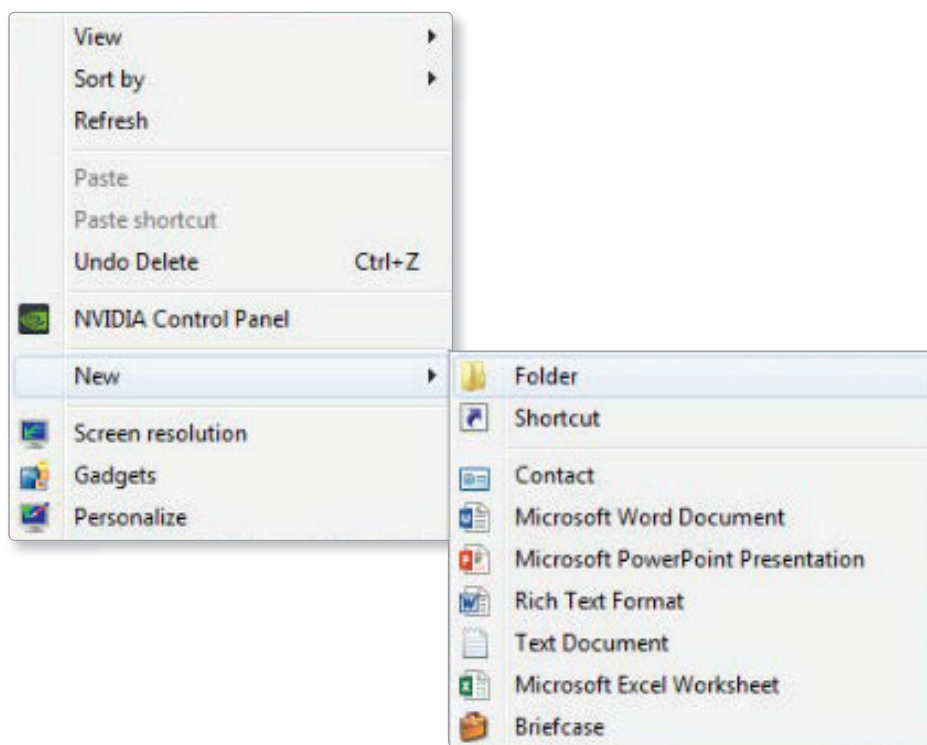 View
Sort by
Refresh
Paste
Paste shortcut
Undo Delete Ctrl+Z
NVIDIA Control Panel
New
Screen resolution
Gadgets
Personalize
Folder
Shortcut
Contact
Microsoft Word Document
Microsoft PowerPoint Presentation
Rich Text Format
Text Document
Microsoft Excel Worksheet
Briefcase